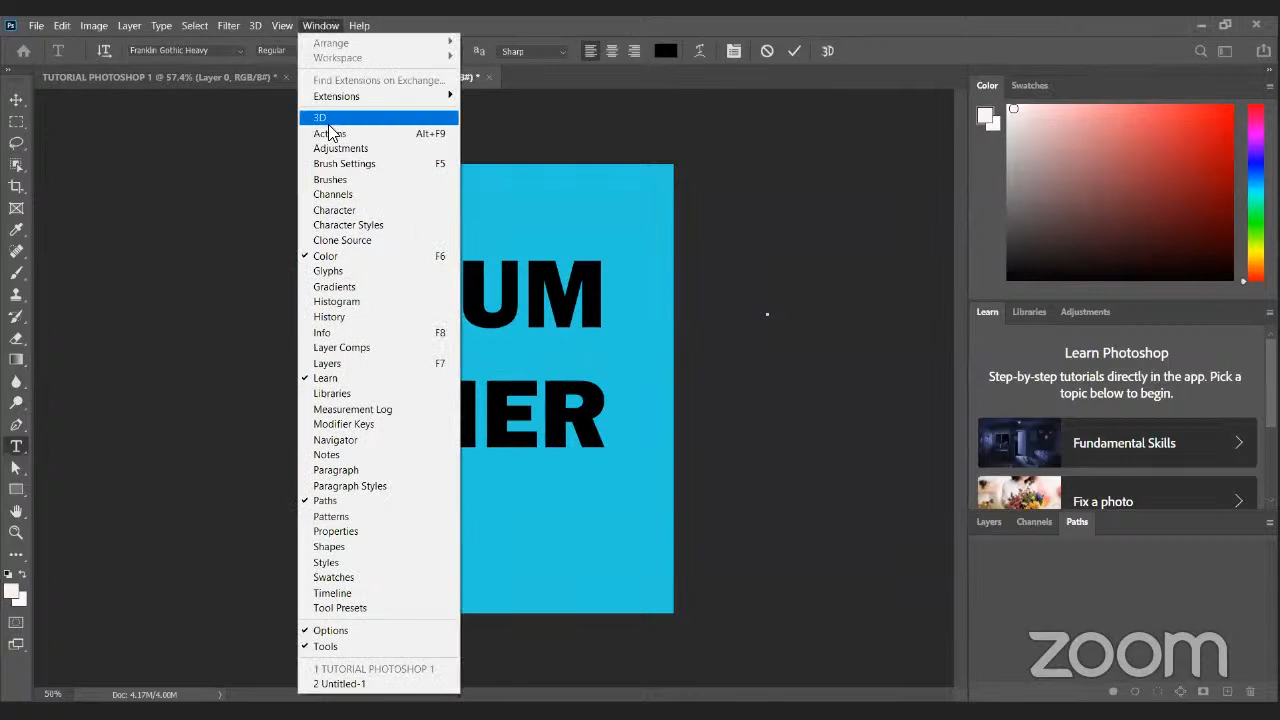 Ps File Edit Image Layer Type Select Filter 3D View Window Help
T Franklin Gothic Heavy Regular aa Sharp 3D
TUTORIAL PHOTOSHOP 1 @ 57.4% (Layer 0, RGB/8#) * × #) * ×
Arrange
Workspace
Find Extensions on Exchange...
Extensions
3D
Actions Alt+F9
Adjustments
Brush Settings F5
Brushes
Channels
Character
Character Styles
Clone Source
Color F6
Glyphs
Gradients
Histogram
History
Info F8
Layer Comps
Layers F7
Learn
Libraries
Measurement Log
Modifier Keys
Navigator
Notes
Paragraph
Paragraph Styles
Paths
Patterns
Properties
Shapes
Styles
Swatches
Timeline
Tool Presets
Options
Tools
1 TUTORIAL PHOTOSHOP 1
2 Untitled-1
UM
IER
Color Swatches
Learn Libraries Adjustments
Learn Photoshop
Step-by-step tutorials directly in the app. Pick a
topic below to begin.
Fundamental Skills
Fix a photo
Layers Channels Paths
50% Doc: 4.17M/4.00M
zoom